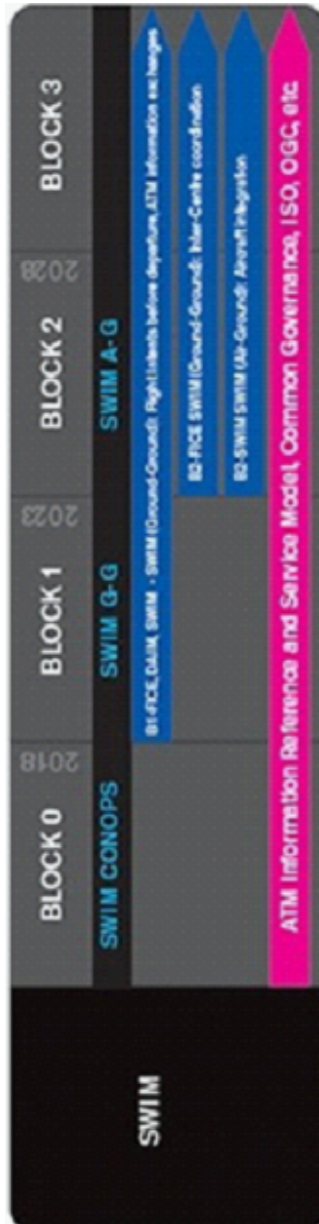 BLOCK 0
2018
BLOCK 1
2023
BLOCK 2
2028
BLOCK 3
SWIM
SWIM CONOPS
SWIM G-G
SWIM A-G
B1-FICE, DAIM, SWIM - SWIM (Ground-Ground): Flight Intents before departure, ATM information exchanges
B2-FICE SWIM (Ground-Ground): Inter-Centre coordination
B2-SWIM SWIM (Air-Ground): Aircraft integration
ATM Information Reference and Service Model, Common Governance, ISO, OGC, etc.